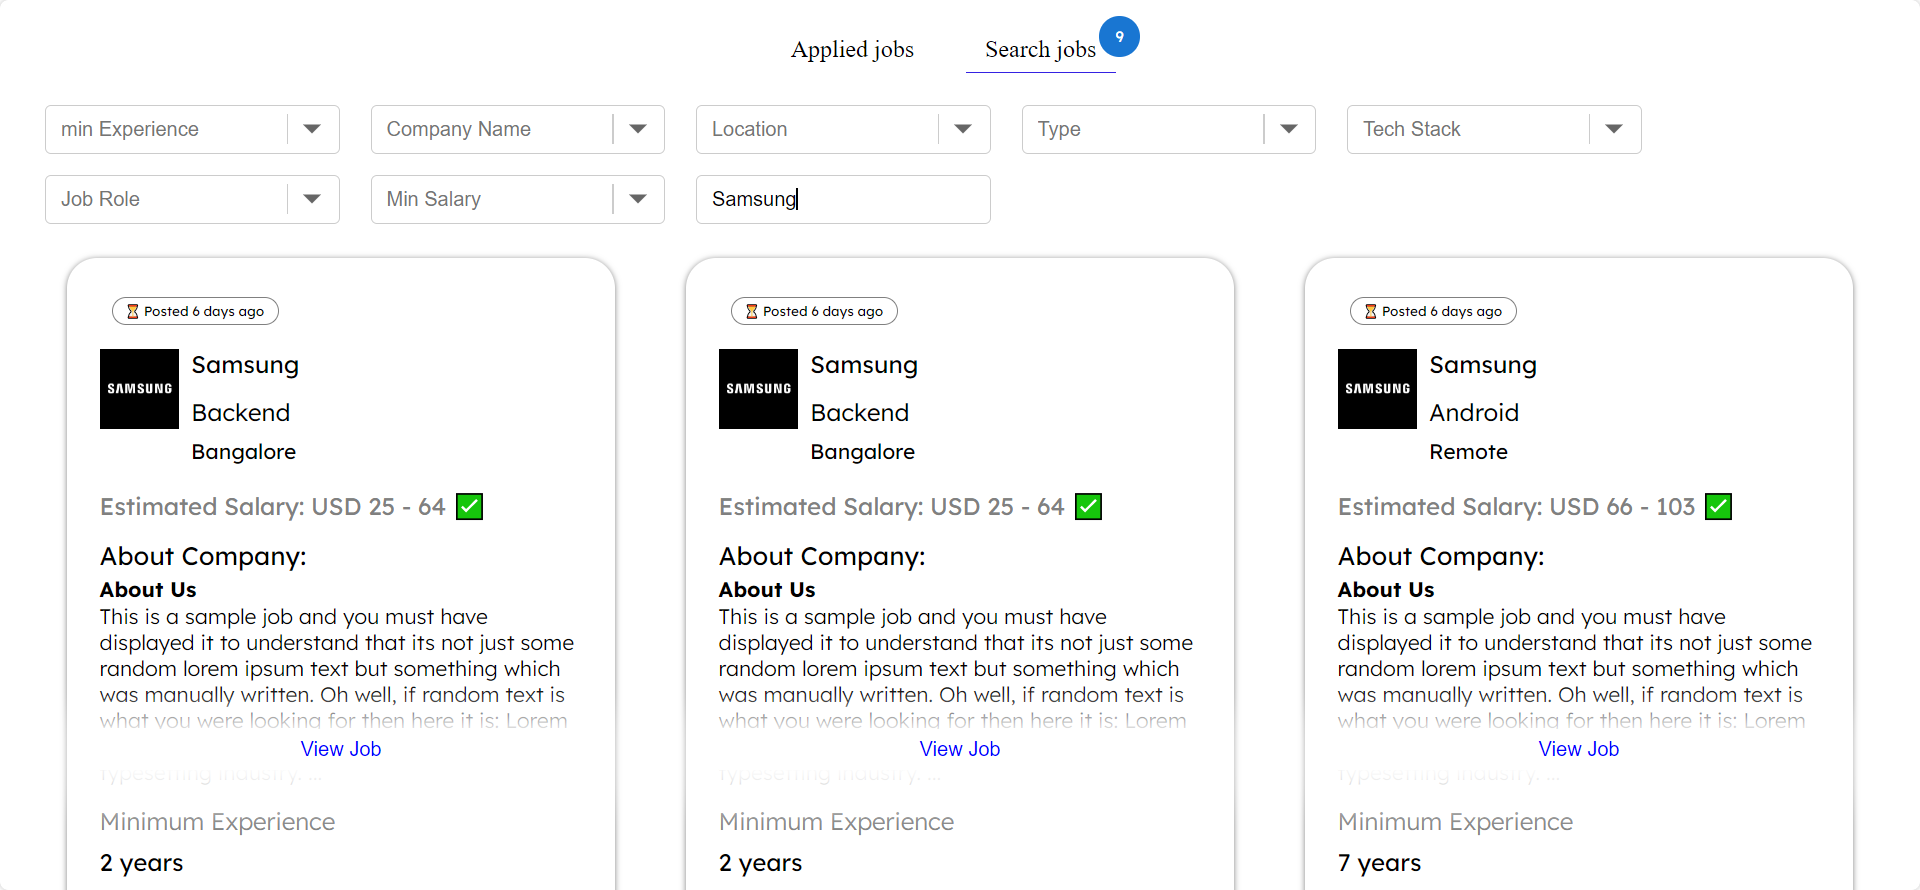 Applied jobs Search jobs 9
min Experience Company Name Location Type Tech Stack
Job Role Min Salary Samsung
Posted 6 days ago
SAMSUNG
Samsung
Backend
Bangalore
Estimated Salary: USD 25 - 64
About Company:
About Us
This is a sample job and you must have
displayed it to understand that its not just some
random lorem ipsum text but something which
was manually written. Oh well, if random text is
what you were looking for then here it is: Lorem
View Job
typesetting industry. ...
Minimum Experience
2 years
Posted 6 days ago
SAMSUNG
Samsung
Backend
Bangalore
Estimated Salary: USD 25 - 64
About Company:
About Us
This is a sample job and you must have
displayed it to understand that its not just some
random lorem ipsum text but something which
was manually written. Oh well, if random text is
what you were looking for then here it is: Lorem
View Job
typesetting industry. ...
Minimum Experience
2 years
Posted 6 days ago
SAMSUNG
Samsung
Android
Remote
Estimated Salary: USD 66 - 103
About Company:
About Us
This is a sample job and you must have
displayed it to understand that its not just some
random lorem ipsum text but something which
was manually written. Oh well, if random text is
what you were looking for then here it is: Lorem
View Job
typesetting industry. ...
Minimum Experience
7 years